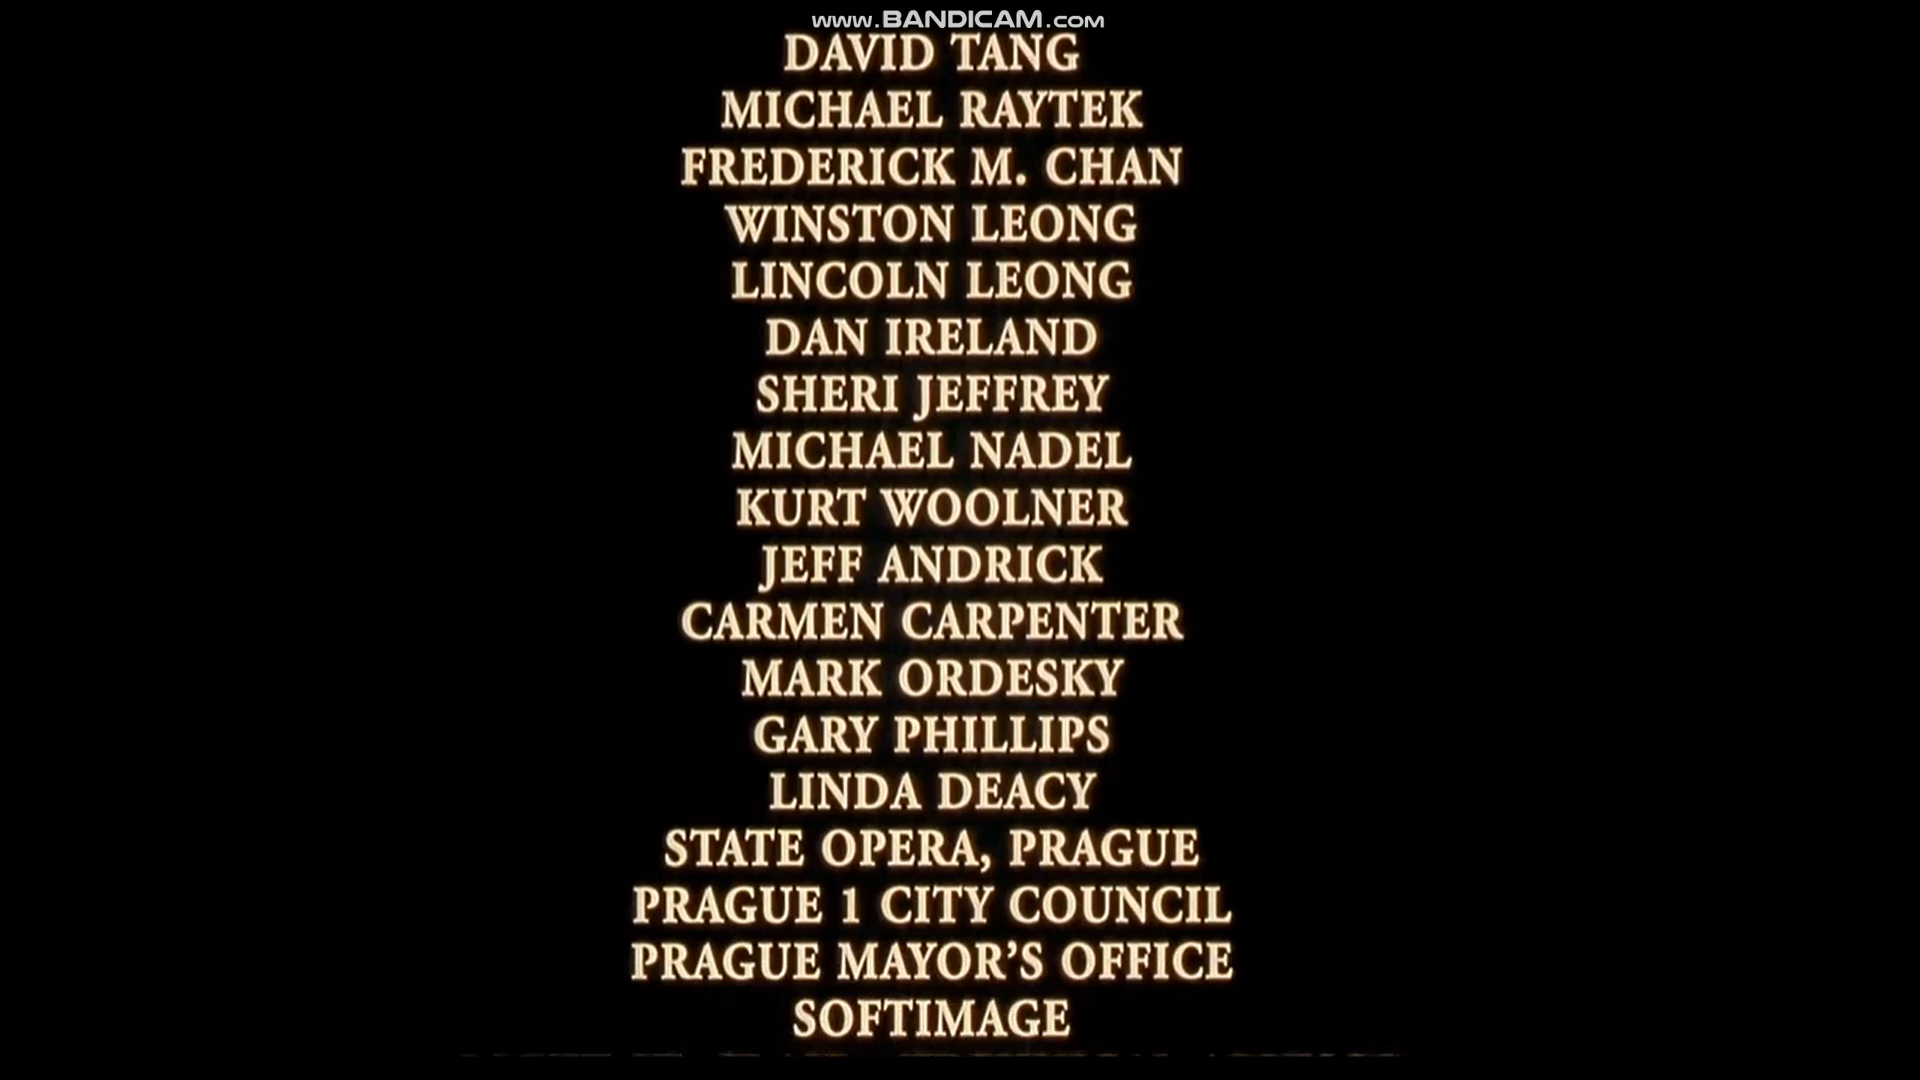 www.BANDICAM.com
DAVID TANG
MICHAEL RAYTEK
FREDERICK M. CHAN
WINSTON LEONG
LINCOLN LEONG
DAN IRELAND
SHERI JEFFREY
MICHAEL NADEL
KURT WOOLNER
JEFF ANDRICK
CARMEN CARPENTER
MARK ORDESKY
GARY PHILLIPS
LINDA DEACY
STATE OPERA, PRAGUE
PRAGUE 1 CITY COUNCIL
PRAGUE MAYOR’S OFFICE
SOFTIMAGE